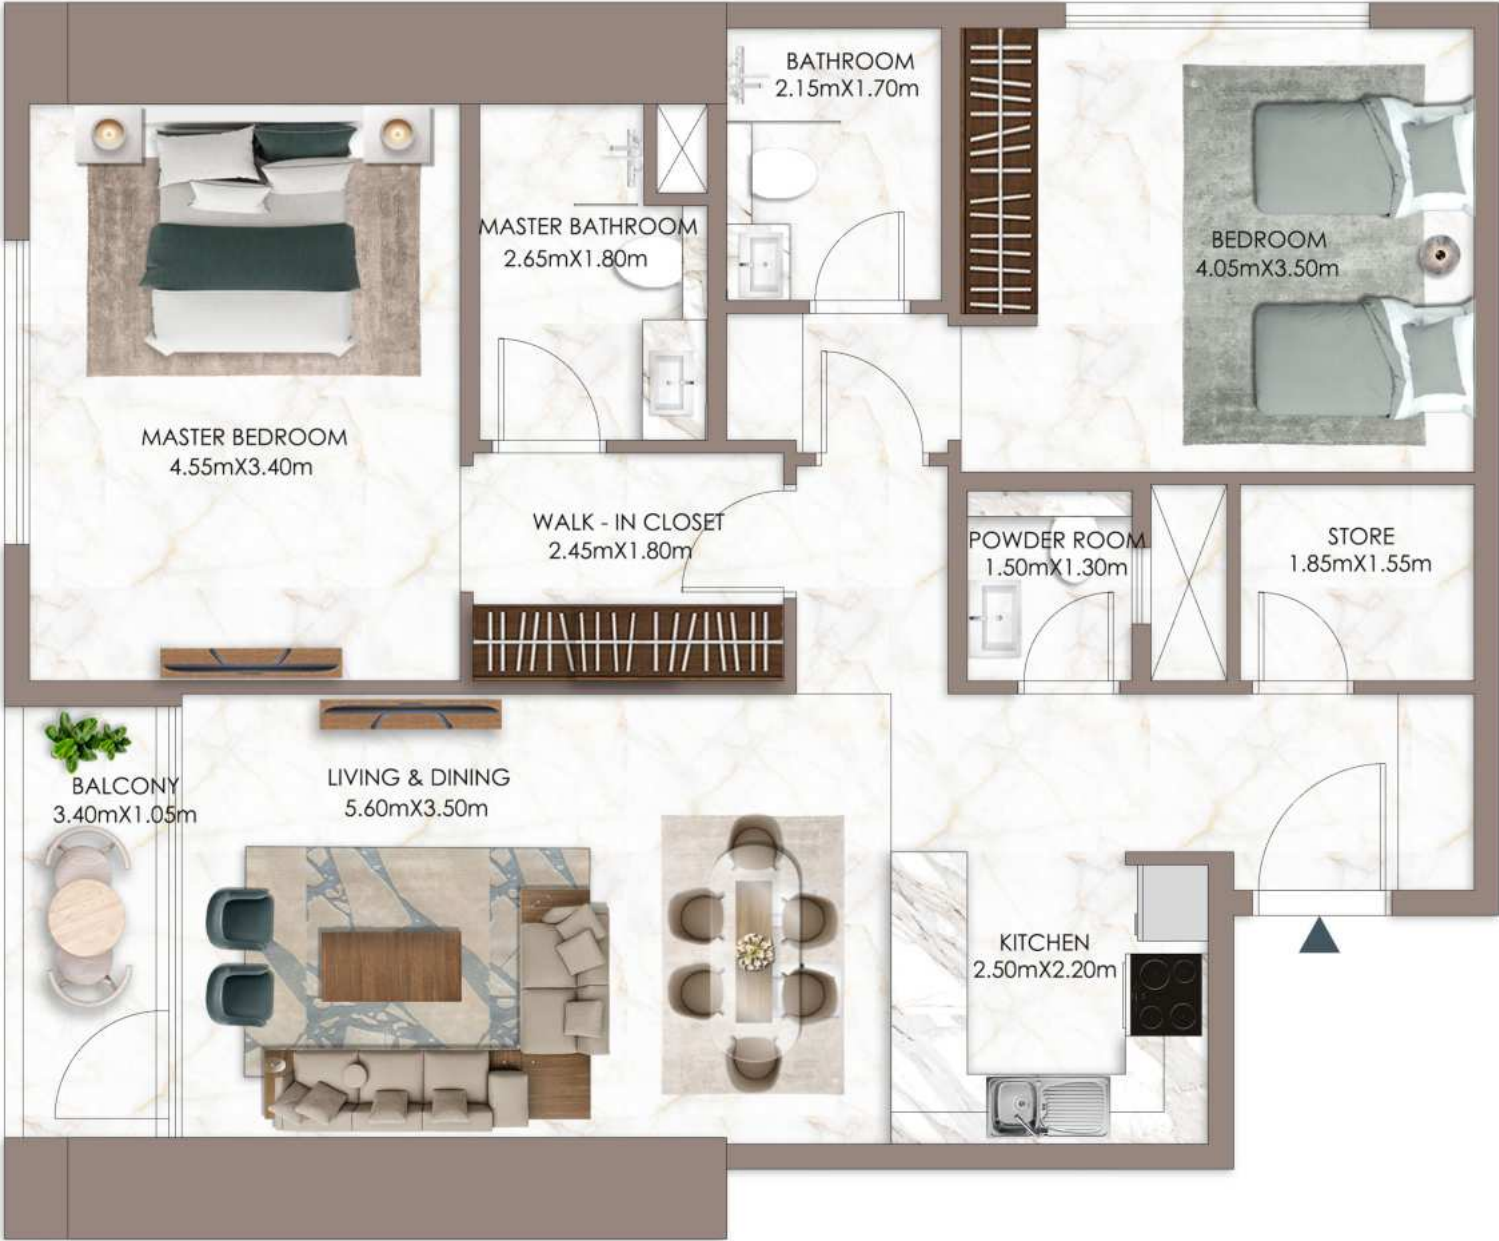 BATHROOM
2.15mX1.70m
MASTER BATHROOM
2.65mX1.80m
BEDROOM
4.05mX3.50m
MASTER BEDROOM
4.55mX3.40m
WALK - IN CLOSET
2.45mX1.80m
POWDER ROOM
1.50mX1.30m
STORE
1.85mX1.55m
BALCONY
3.40mX1.05m
LIVING & DINING
5.60mX3.50m
KITCHEN
2.50mX2.20m